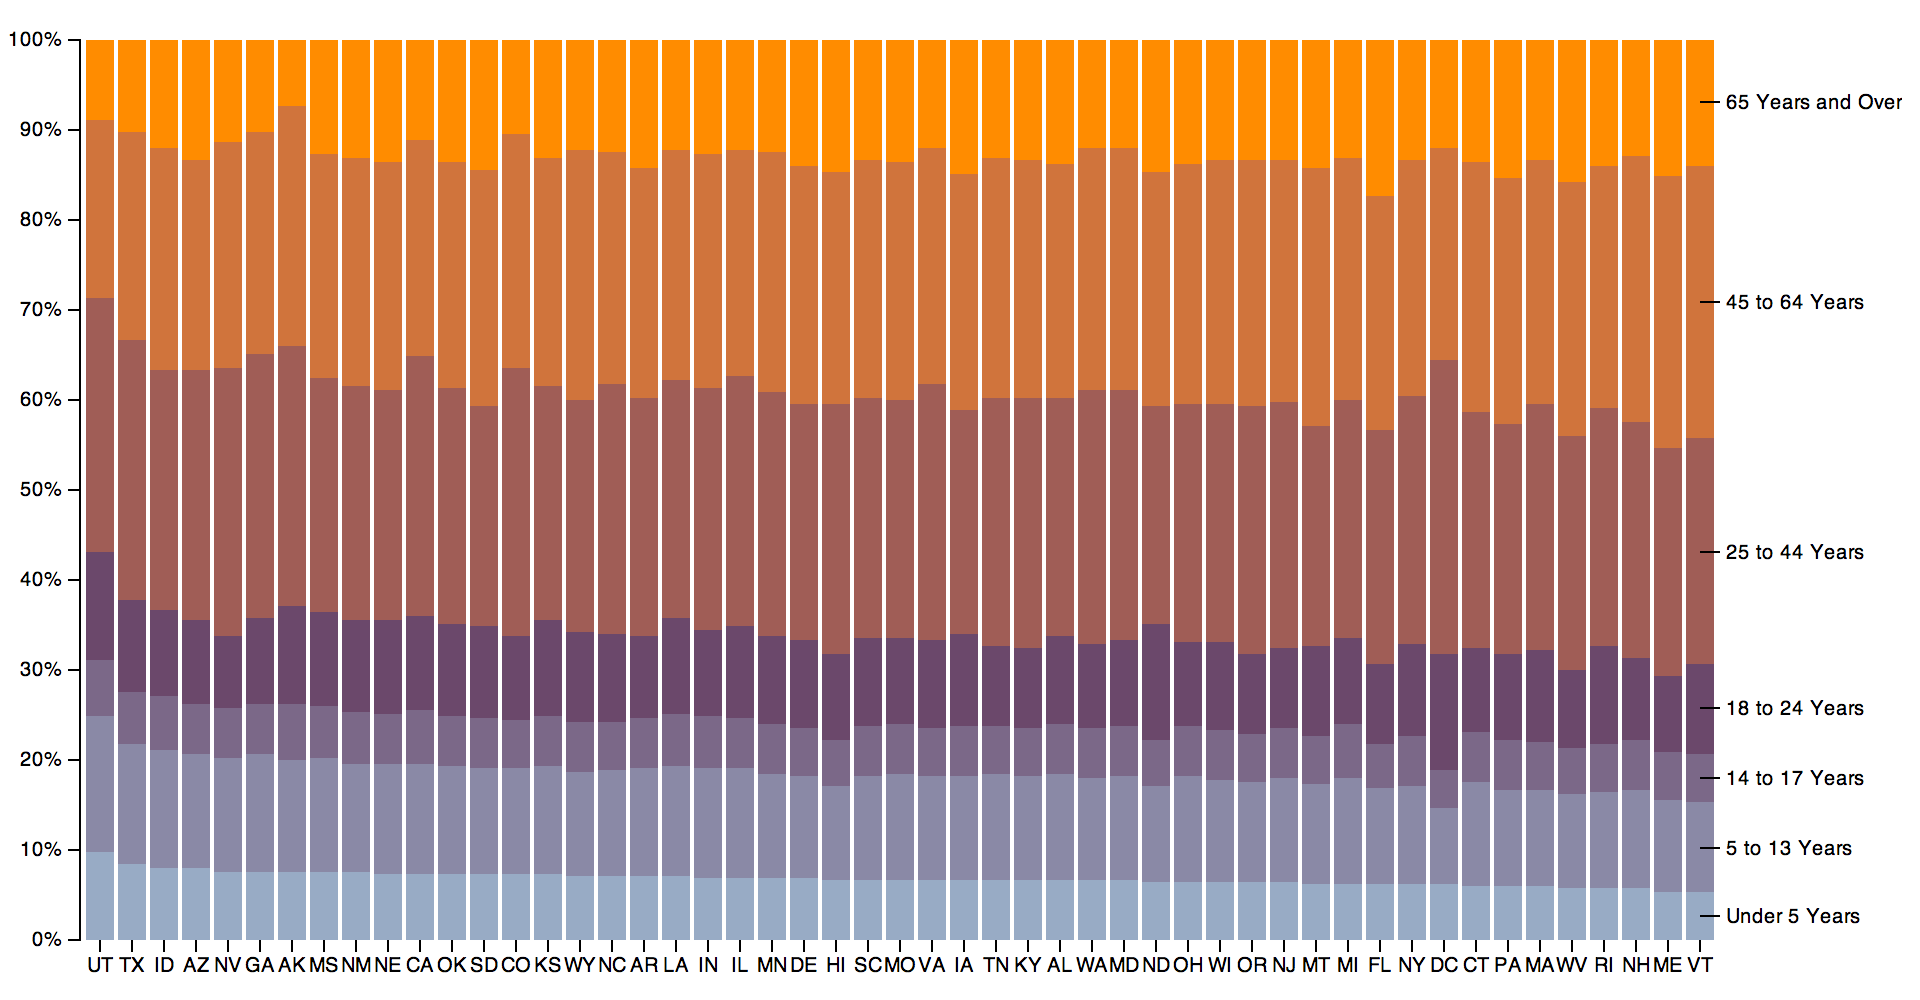 100%
90%
80%
70%
60%
50%
40%
30%
20%
10%
0%
65 Years and Over
45 to 64 Years
25 to 44 Years
18 to 24 Years
14 to 17 Years
5 to 13 Years
Under 5 Years
UT TX ID AZ NV GA AK MS NM NE CA OK SD CO KS WY NC AR LA IN IL MN DE HI SC MO VA IA TN KY AL WA MD ND OH WI OR NJ MT MI FL NY DC CT PA MA WV RI NH ME VT